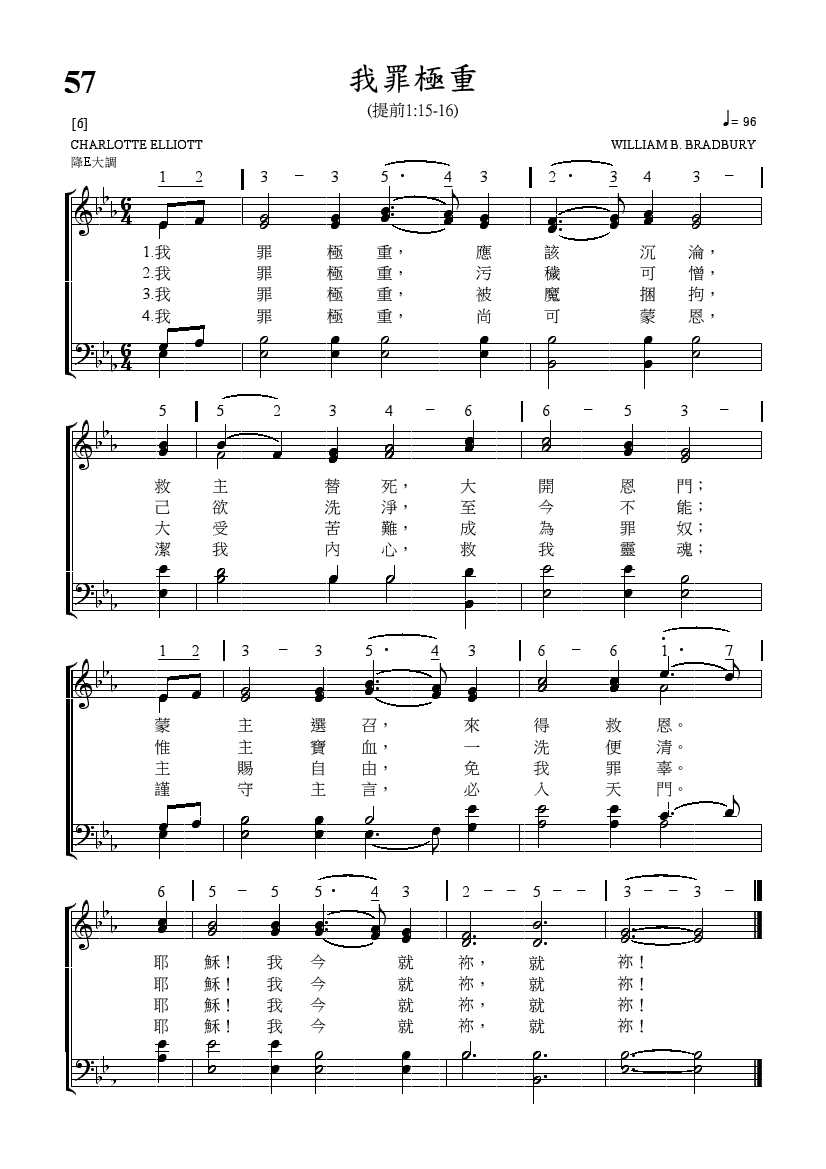 57
我罪極重
(提前1:15-16)
[6]
♩= 96
CHARLOTTE ELLIOTT
WILLIAM B. BRADBURY
降E大調
1 2 | 3 － 3 5 · 4 3 | 2 · 3 4 3 － |
1.我 罪 極 重， 應 該 沉 淪，
2.我 罪 極 重， 污 穢 可 憎，
3.我 罪 極 重， 被 魔 捆 拘，
4.我 罪 極 重， 尚 可 蒙 恩，
5 | 5 2 3 4 － 6 | 6 － 5 3 － |
救 主 替 死， 大 開 恩 門；
己 欲 洗 淨， 至 今 不 能；
大 受 苦 難， 成 為 罪 奴；
潔 我 內 心， 救 我 靈 魂；
1 2 | 3 － 3 5 · 4 3 | 6 － 6 1 · 7 |
蒙 主 選 召， 來 得 救 恩。
惟 主 寶 血， 一 洗 便 清。
主 賜 自 由， 免 我 罪 辜。
謹 守 主 言， 必 入 天 門。
6 | 5 － 5 5 · 4 3 | 2 － － 5 － － | 3 － － 3 － |
耶 穌！ 我 今 就 祢， 就 祢！
耶 穌！ 我 今 就 祢， 就 祢！
耶 穌！ 我 今 就 祢， 就 祢！
耶 穌！ 我 今 就 祢， 就 祢！